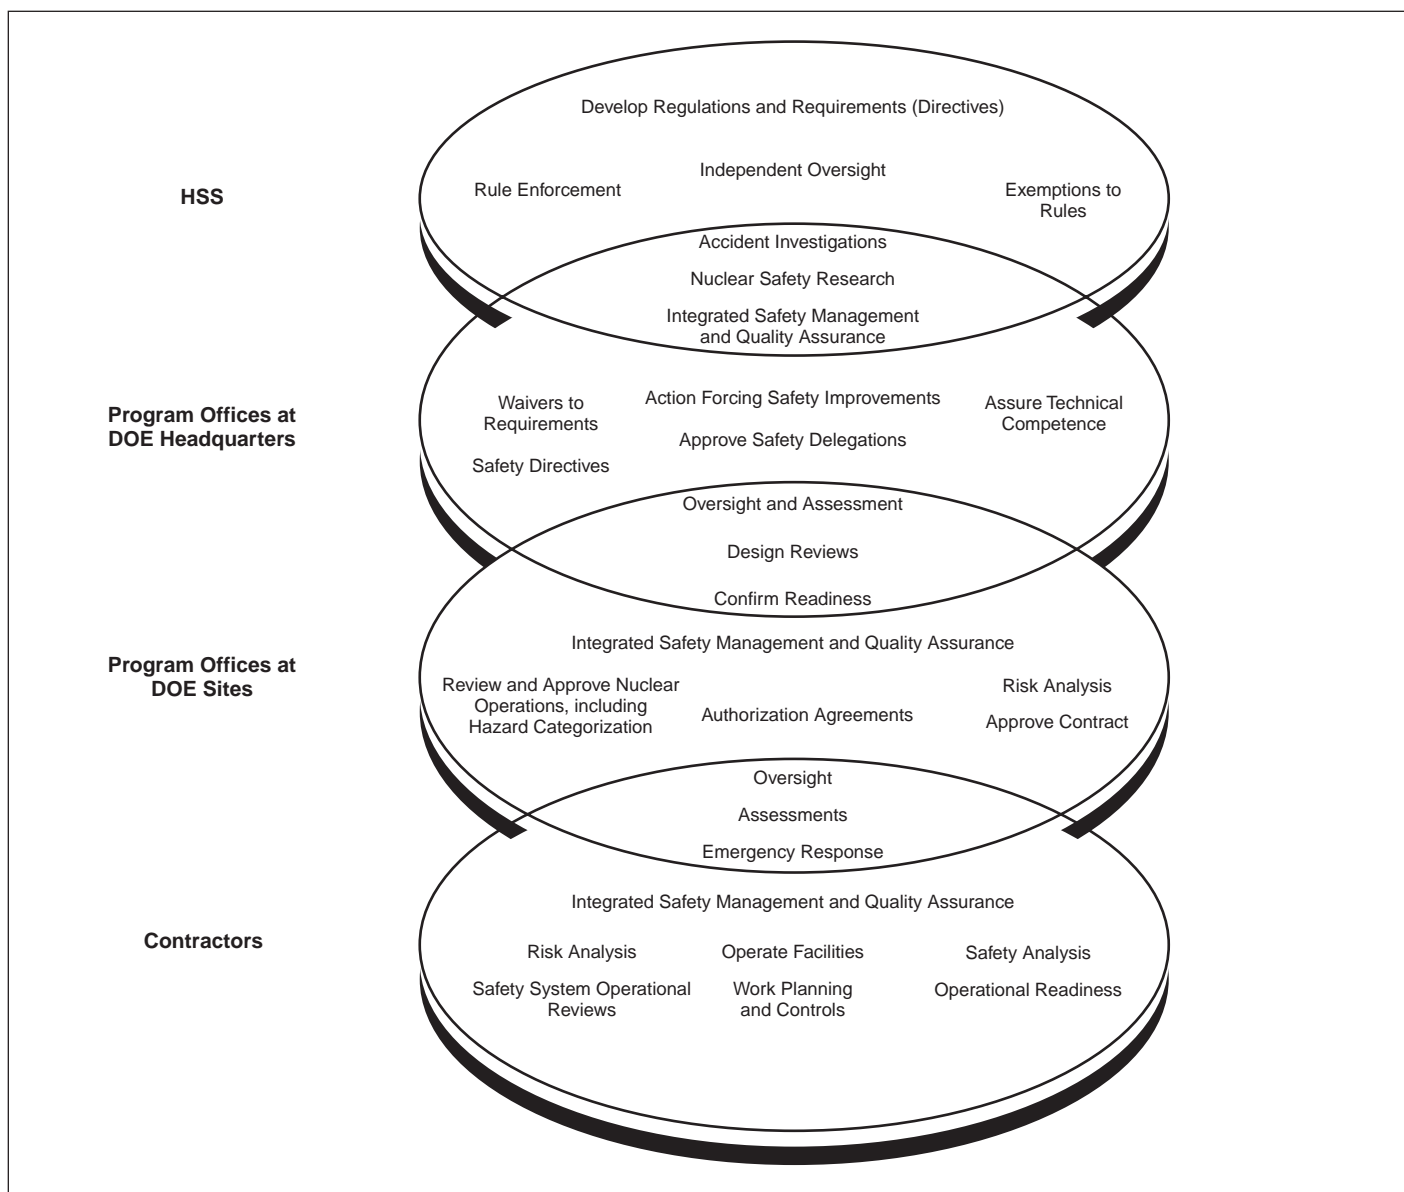 Develop Regulations and Requirements (Directives)
HSS
Rule Enforcement
Independent Oversight
Exemptions to
Rules
Accident Investigations
Nuclear Safety Research
Integrated Safety Management
and Quality Assurance
Program Offices at
DOE Headquarters
Waivers to
Requirements
Safety Directives
Action Forcing Safety Improvements
Approve Safety Delegations
Assure Technical
Competence
Oversight and Assessment
Design Reviews
Confirm Readiness
Program Offices at
DOE Sites
Integrated Safety Management and Quality Assurance
Review and Approve Nuclear
Operations, including
Hazard Categorization
Authorization Agreements
Risk Analysis
Approve Contract
Oversight
Assessments
Emergency Response
Contractors
Integrated Safety Management and Quality Assurance
Risk Analysis
Operate Facilities
Safety Analysis
Safety System Operational
Reviews
Work Planning
and Controls
Operational Readiness